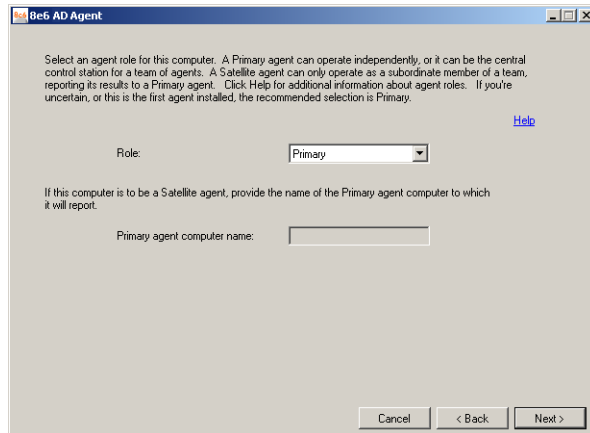 8e6 8e6 AD Agent
Select an agent role for this computer. A Primary agent can operate independently, or it can be the central
control station for a team of agents. A Satellite agent can only operate as a subordinate member of a team,
reporting its results to a Primary agent. Click Help for additional information about agent roles. If you're
uncertain, or this is the first agent installed, the recommended selection is Primary.
Help
Role: Primary
If this computer is to be a Satellite agent, provide the name of the Primary agent computer to which
it will report.
Primary agent computer name:
Cancel < Back Next >